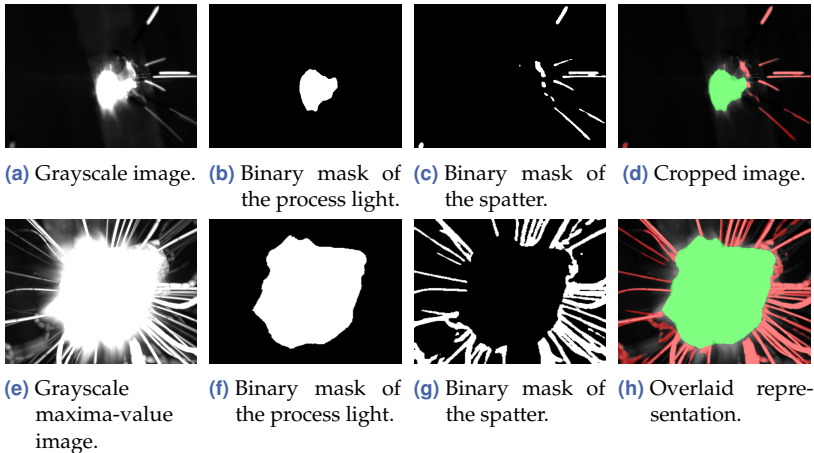 (a) Grayscale image.
(b) Binary mask of
the process light.
(c) Binary mask of
the spatter.
(d) Cropped image.
(e) Grayscale
maxima-value
image.
(f) Binary mask of
the process light.
(g) Binary mask of
the spatter.
(h) Overlaid repre-
sentation.